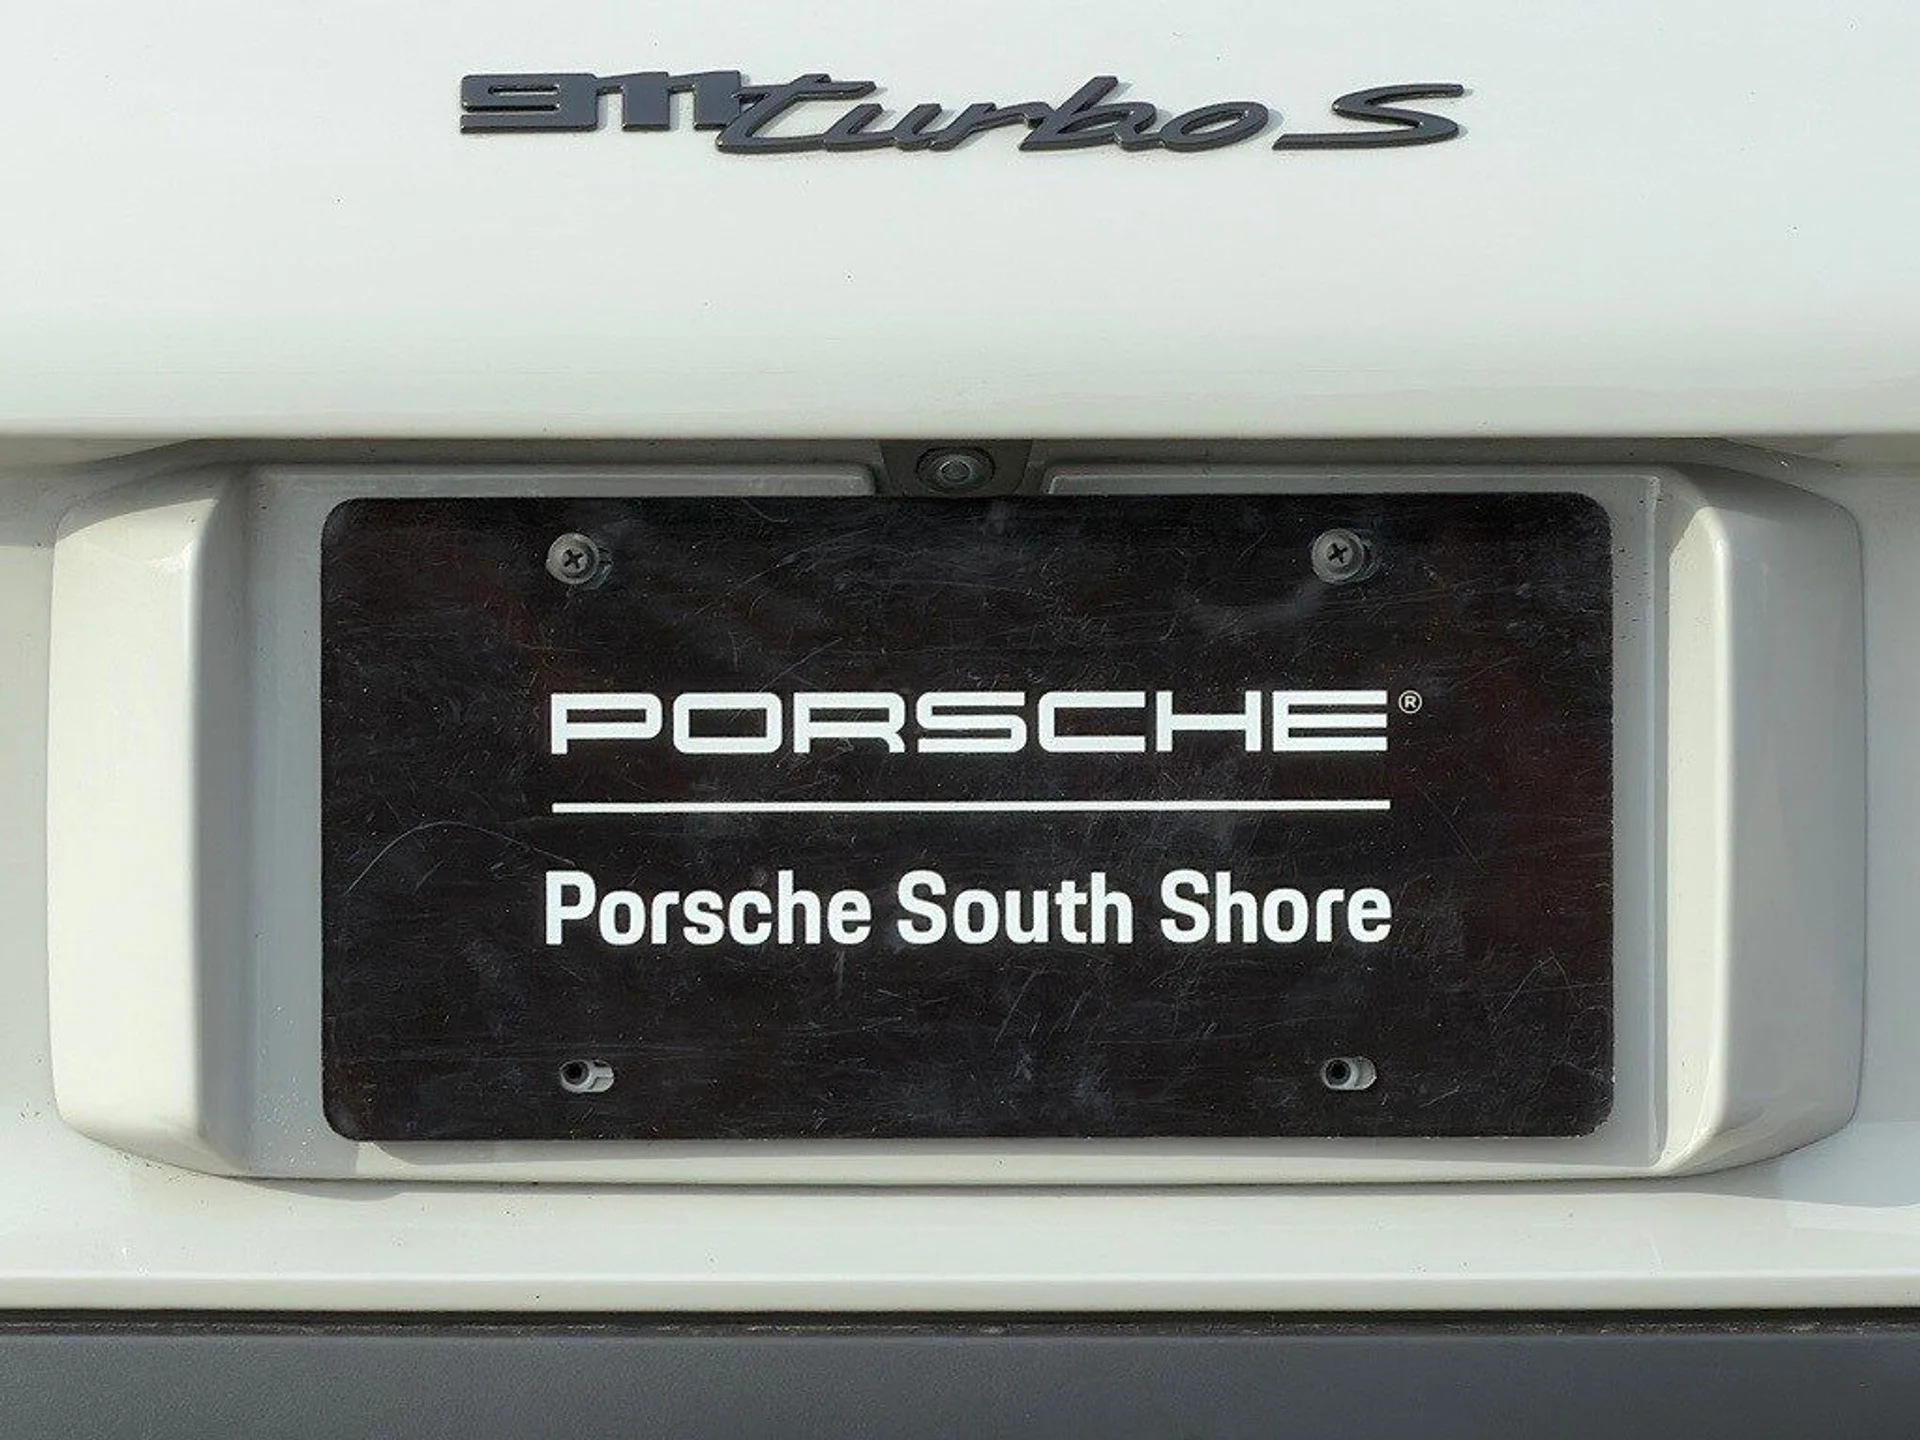 911 turbo S
PORSCHE®
Porsche South Shore